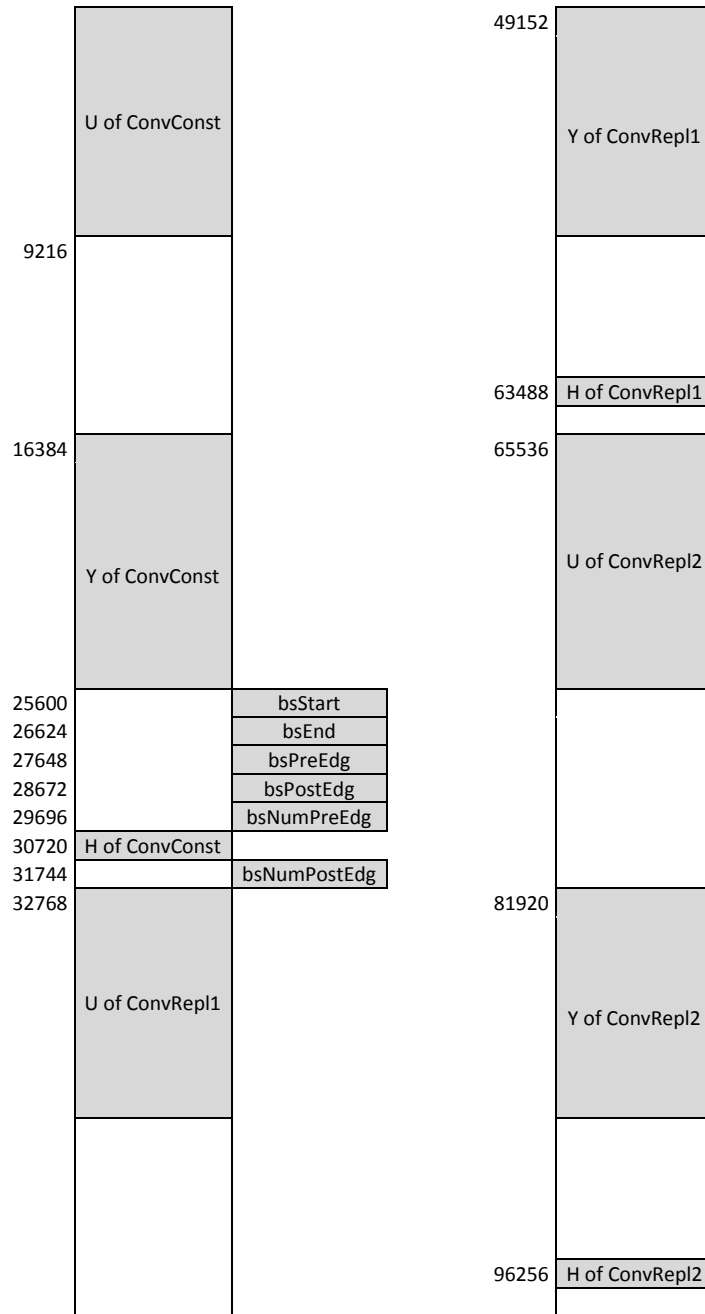 U of ConvConst
9216
16384
Y of ConvConst
25600 bsStart
26624 bsEnd
27648 bsPreEdg
28672 bsPostEdg
29696 bsNumPreEdg
30720 H of ConvConst
31744 bsNumPostEdg
32768
U of ConvRepl1
49152
Y of ConvRepl1
63488 H of ConvRepl1
65536
U of ConvRepl2
81920
Y of ConvRepl2
96256 H of ConvRepl2